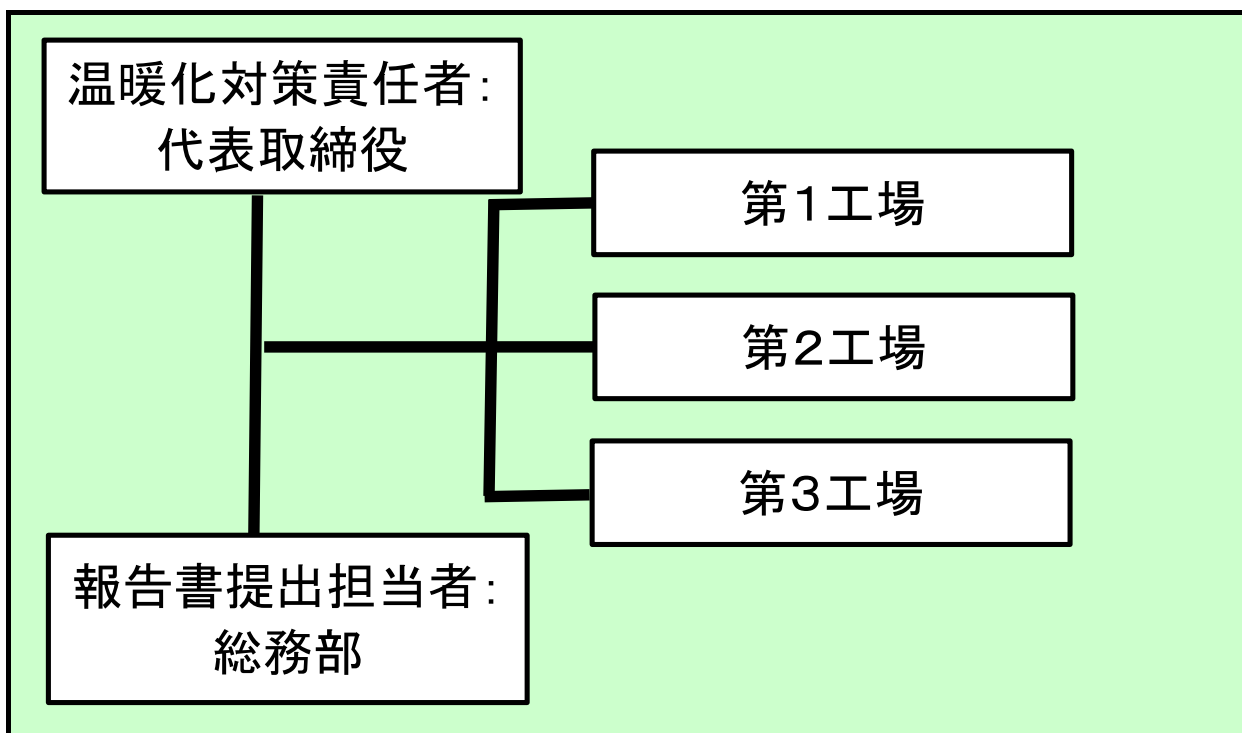 温暖化対策責任者：
代表取締役
第１工場
第２工場
第３工場
報告書提出担当者：
総務部